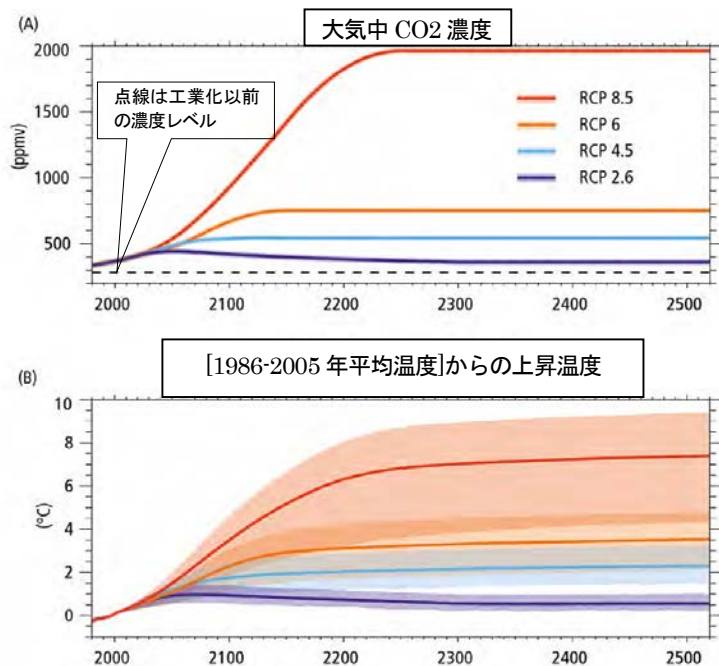 (A)
大気中 CO2 濃度
2000
1500
1000
500
(ppmv)
点線は工業化以前
の濃度レベル
RCP 8.5
RCP 6
RCP 4.5
RCP 2.6
2000 2100 2200 2300 2400 2500
(B)
[1986-2005 年平均温度]からの上昇温度
10
8
6
4
2
0
(°C)
2000 2100 2200 2300 2400 2500